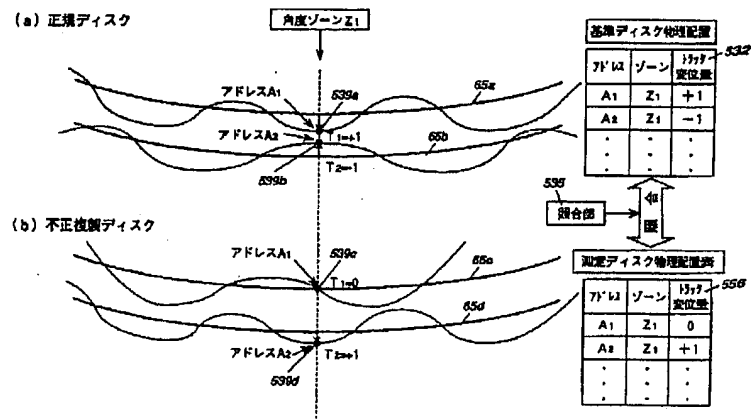 (a) 正規ディスク
角度ゾーンZ1
アドレスA1
539a
65a
アドレスA2
T1=+1
65b
539b
T2=-1
基準ディスク物理配置
532
アドレス ゾーン トラック変位量
A1 Z1 +1
A2 Z1 -1
535
照合部
(b) 不正複製ディスク
アドレスA1
539c
65c
T1=0
65d
アドレスA2
T2=+1
539d
測定ディスク物理配置
556
アドレス ゾーン トラック変位量
A1 Z1 0
A2 Z1 +1